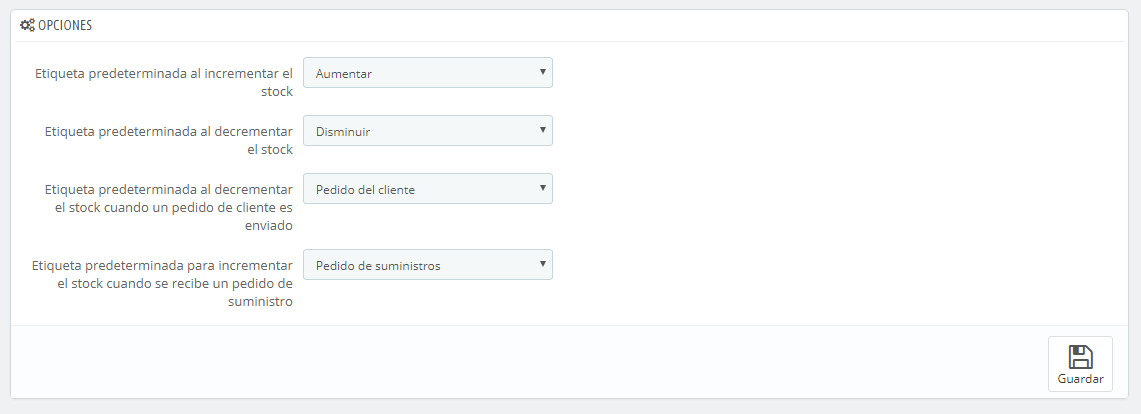 OPCIONES
Etiqueta predeterminada al incrementar el
stock
Aumentar
Etiqueta predeterminada al decrementar
el stock
Disminuir
Etiqueta predeterminada al decrementar
el stock cuando un pedido de cliente es
enviado
Pedido del cliente
Etiqueta predeterminada para incrementar
el stock cuando se recibe un pedido de
suministro
Pedido de suministros
Guardar